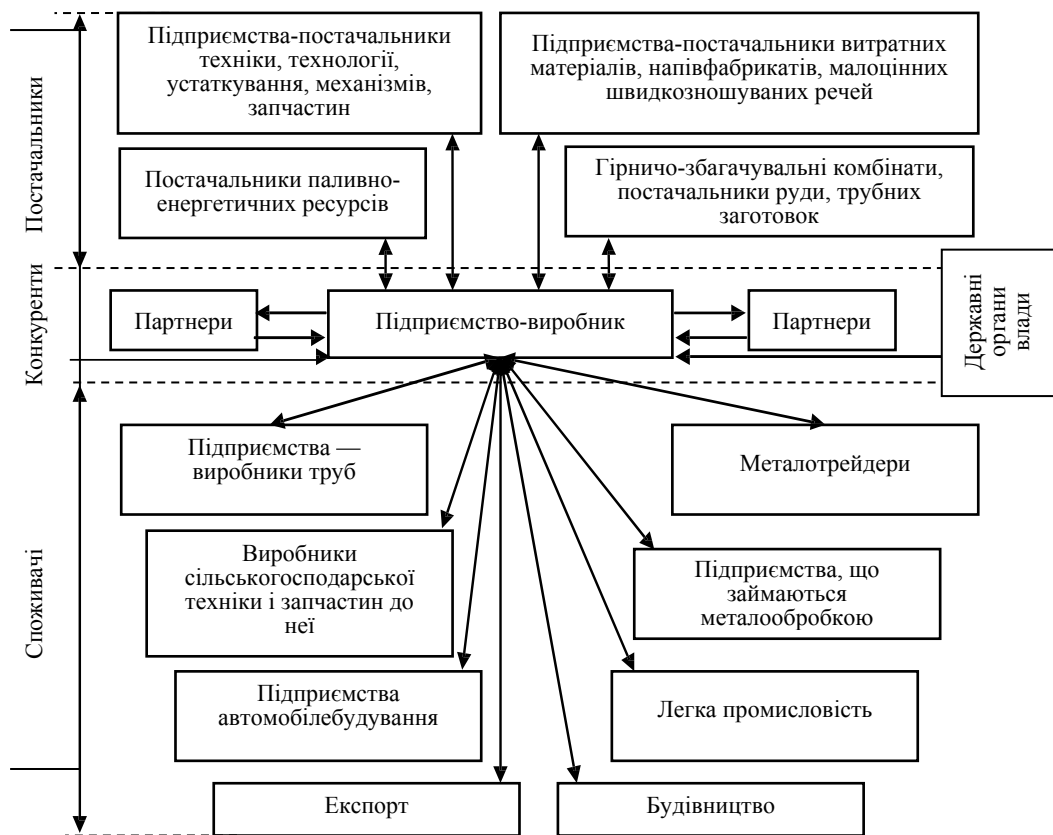 Постачальники
Підприємства-постачальники
техніки, технології,
устаткування, механізмів,
запчастин
Підприємства-постачальники витратних
матеріалів, напівфабрикатів, малоцінних
швидкозношуваних речей
Постачальники паливно-
енергетичних ресурсів
Гірничо-збагачувальні комбінати,
постачальники руди, трубних
заготовок
Конкуренти
Партнери
Підприємство-виробник
Партнери
Державні
органи
влади
Споживачі
Підприємства —
виробники труб
Металотрейдери
Виробники
сільськогосподарської
техніки і запчастин до
неї
Підприємства, що
займаються
металообробкою
Підприємства
автомобілебудування
Легка промисловість
Експорт
Будівництво